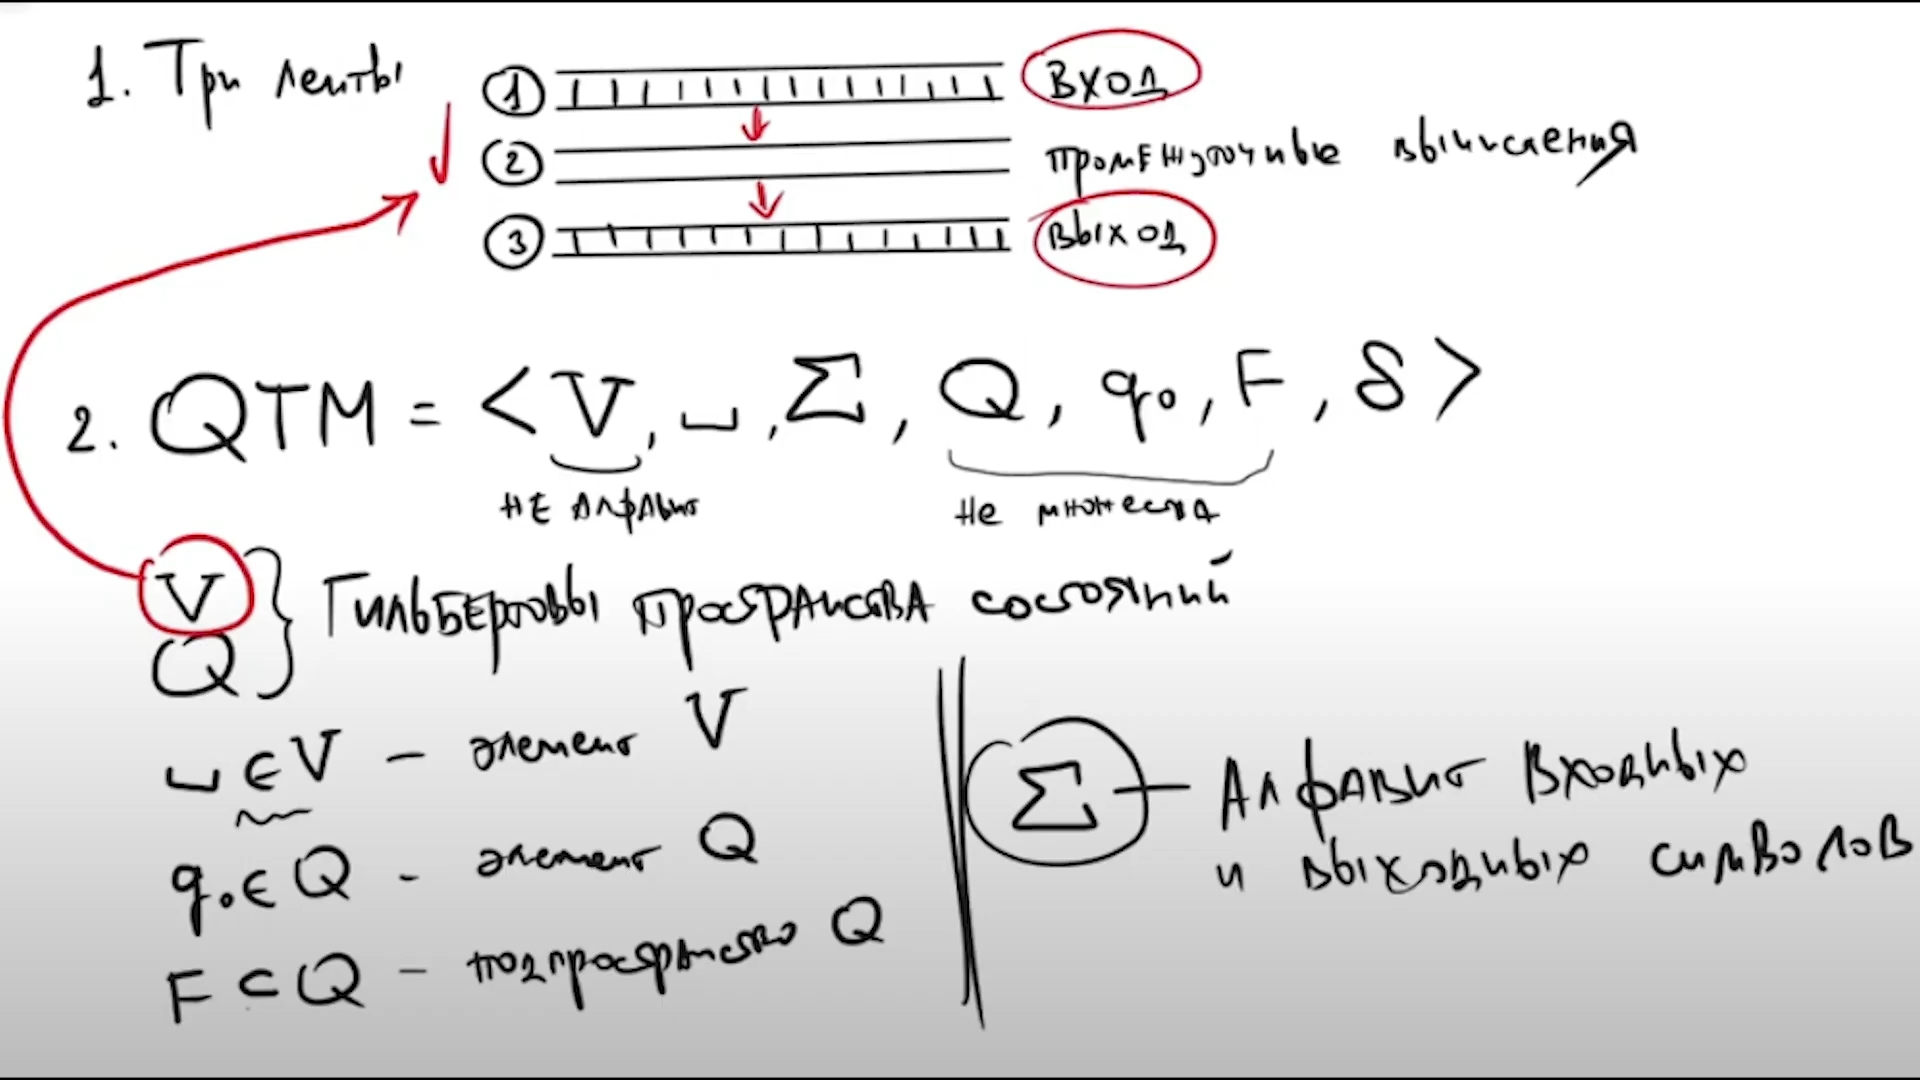 1. Три ленты
1 ВХОД
2 промежуточные вычисления
3 ВЫХОД
2. QTM = <V, ␣, Σ, Q, q₀, F, δ>
НЕ Алфавит
Не множества
V
Q } Гильбертовы пространства состояний
␣ ∈ V – элемент V
q₀ ∈ Q – элемент Q
F ⊂ Q – подпространство Q
Σ – Алфавит входных
и выходных символов